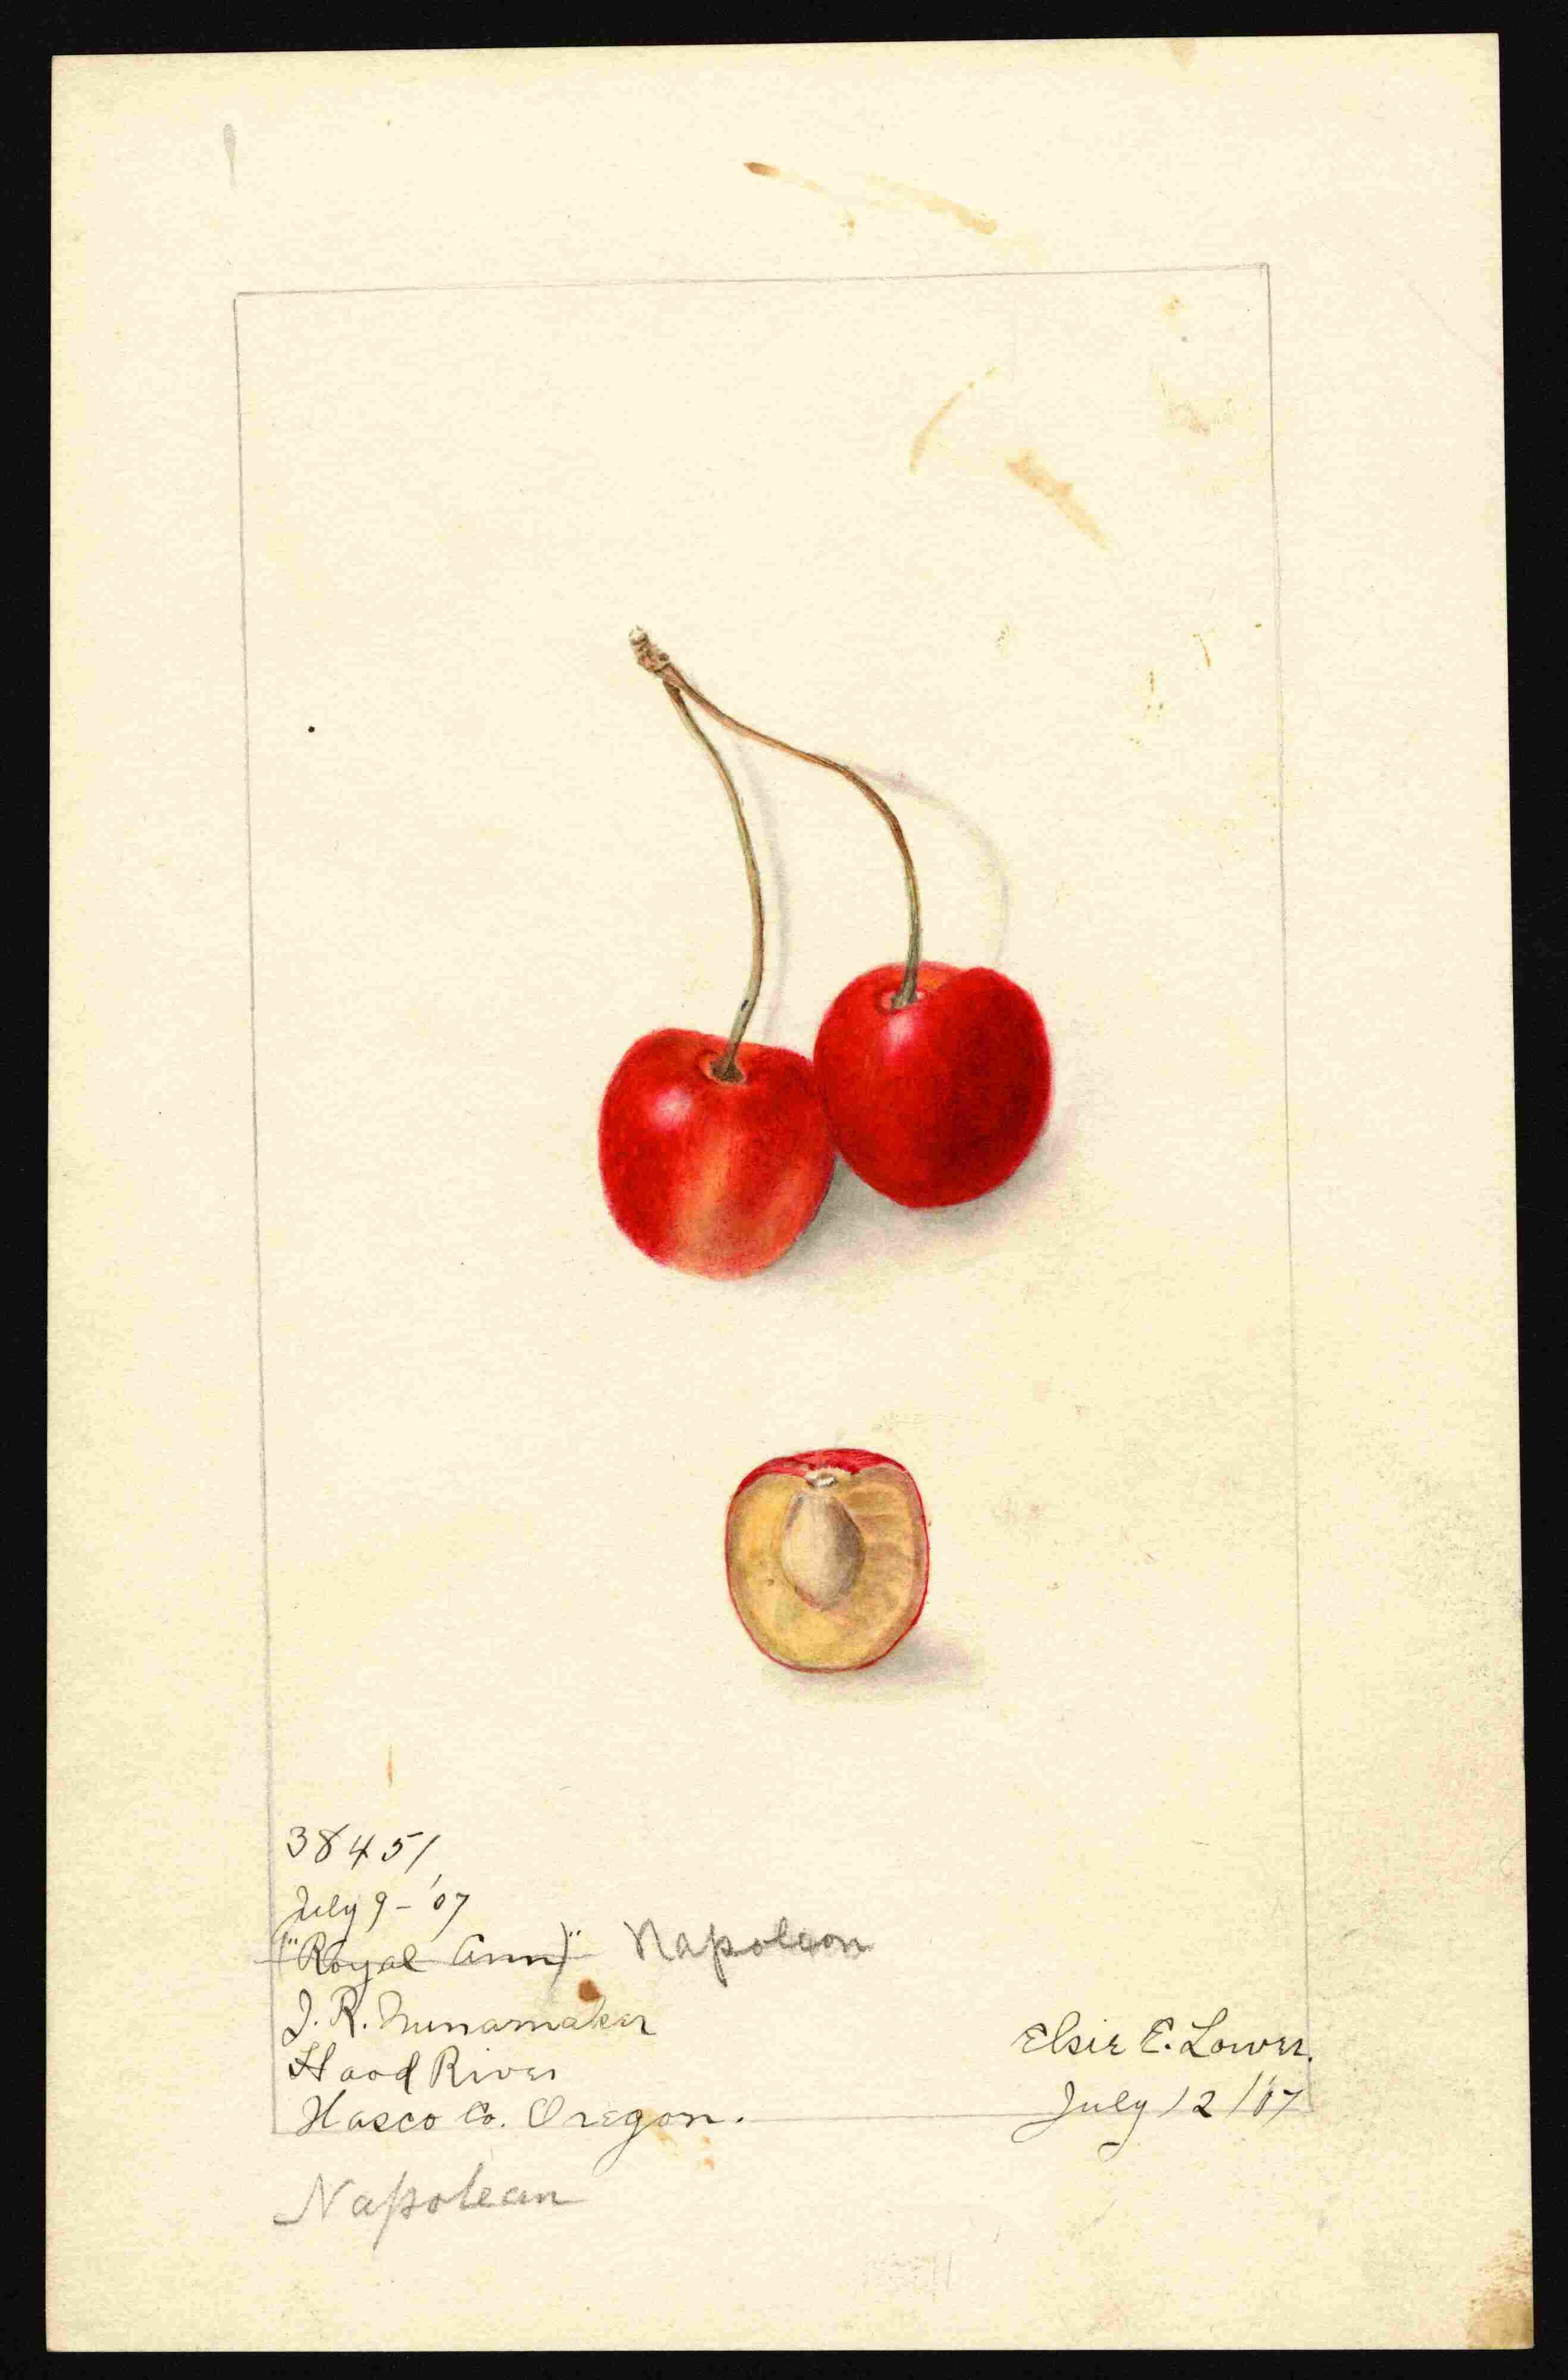 38451
July 9 - '07
("Royal Ann)" Napoleon
J. R. Nunamaker
Hood River
Wasco Co. Oregon.
Elsie E. Lower.
July 12/'07
Napolean